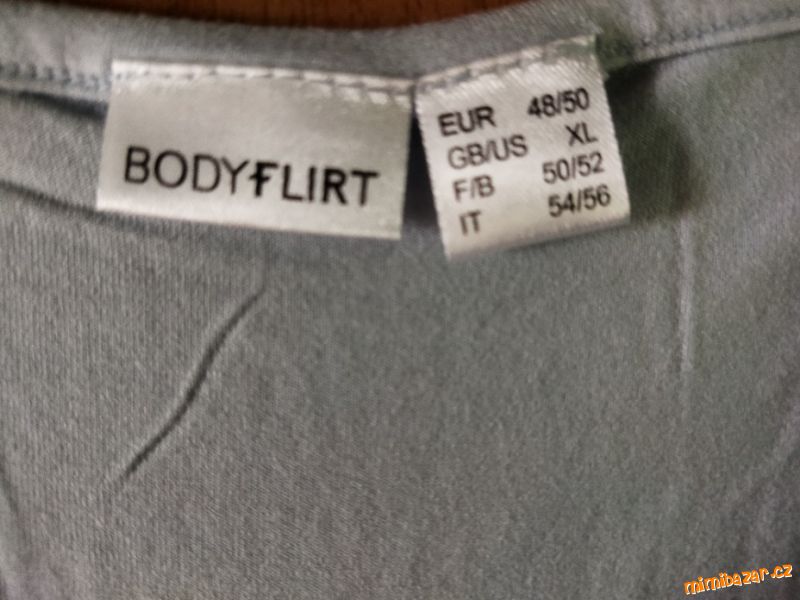 BODYFLIRT
EUR 48/50
GB/US XL
F/B 50/52
IT 54/56
mimibazar.cz